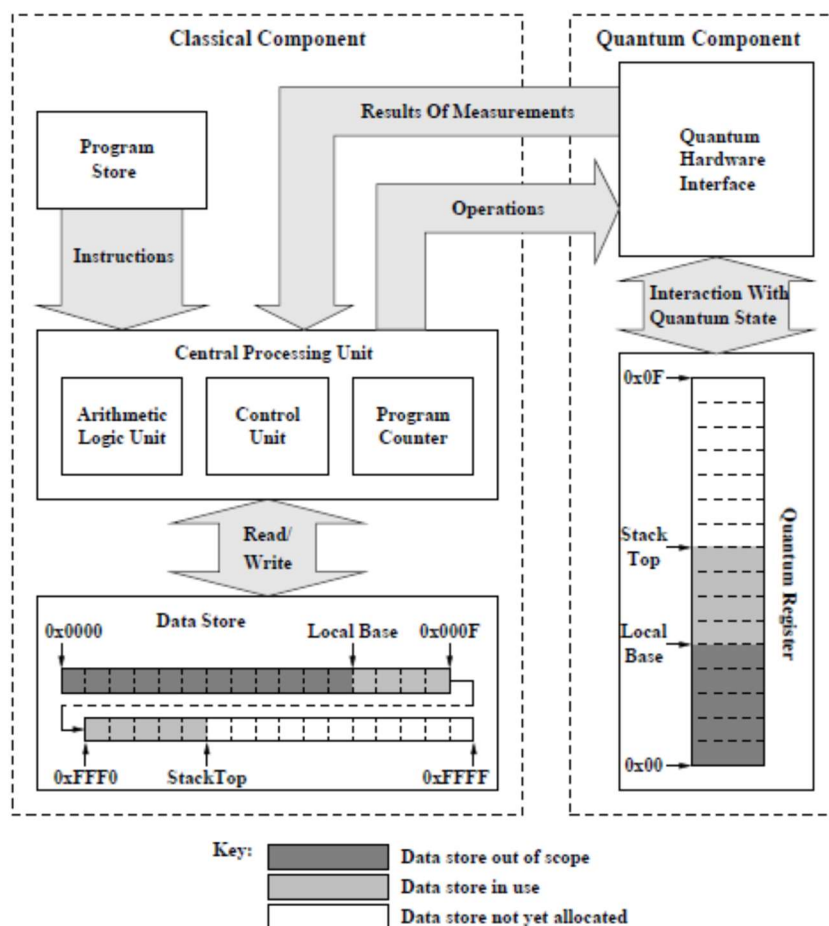 Classical Component
Quantum Component
Results Of Measurements
Program
Store
Quantum
Hardware
Interface
Operations
Instructions
Interaction With
Quantum State
Central Processing Unit
Arithmetic
Logic Unit
Control
Unit
Program
Counter
0x0F
Read/
Write
Stack
Top
Quantum Register
Local
Base
0x00
Data Store
0x0000
Local Base
0x000F
0xFFF0
StackTop
0xFFFF
Key:
Data store out of scope
Data store in use
Data store not yet allocated